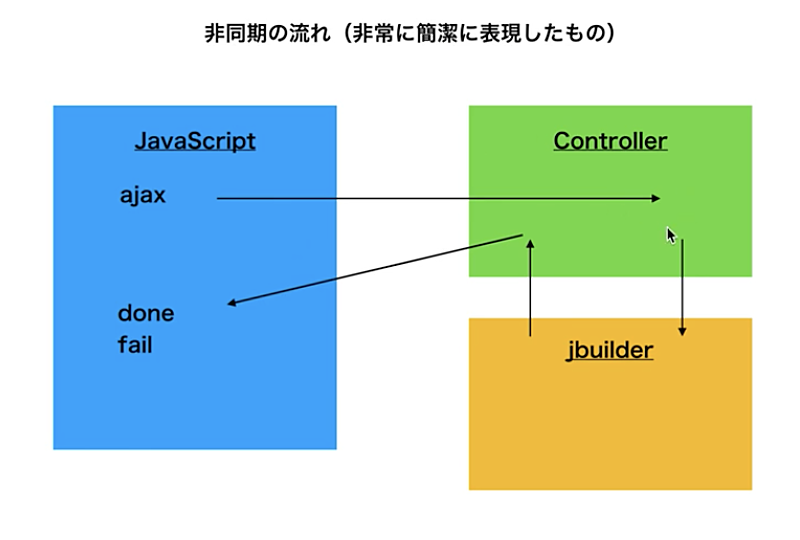 非同期の流れ（非常に簡潔に表現したもの）
JavaScript
ajax
done
fail
Controller
jbuilder